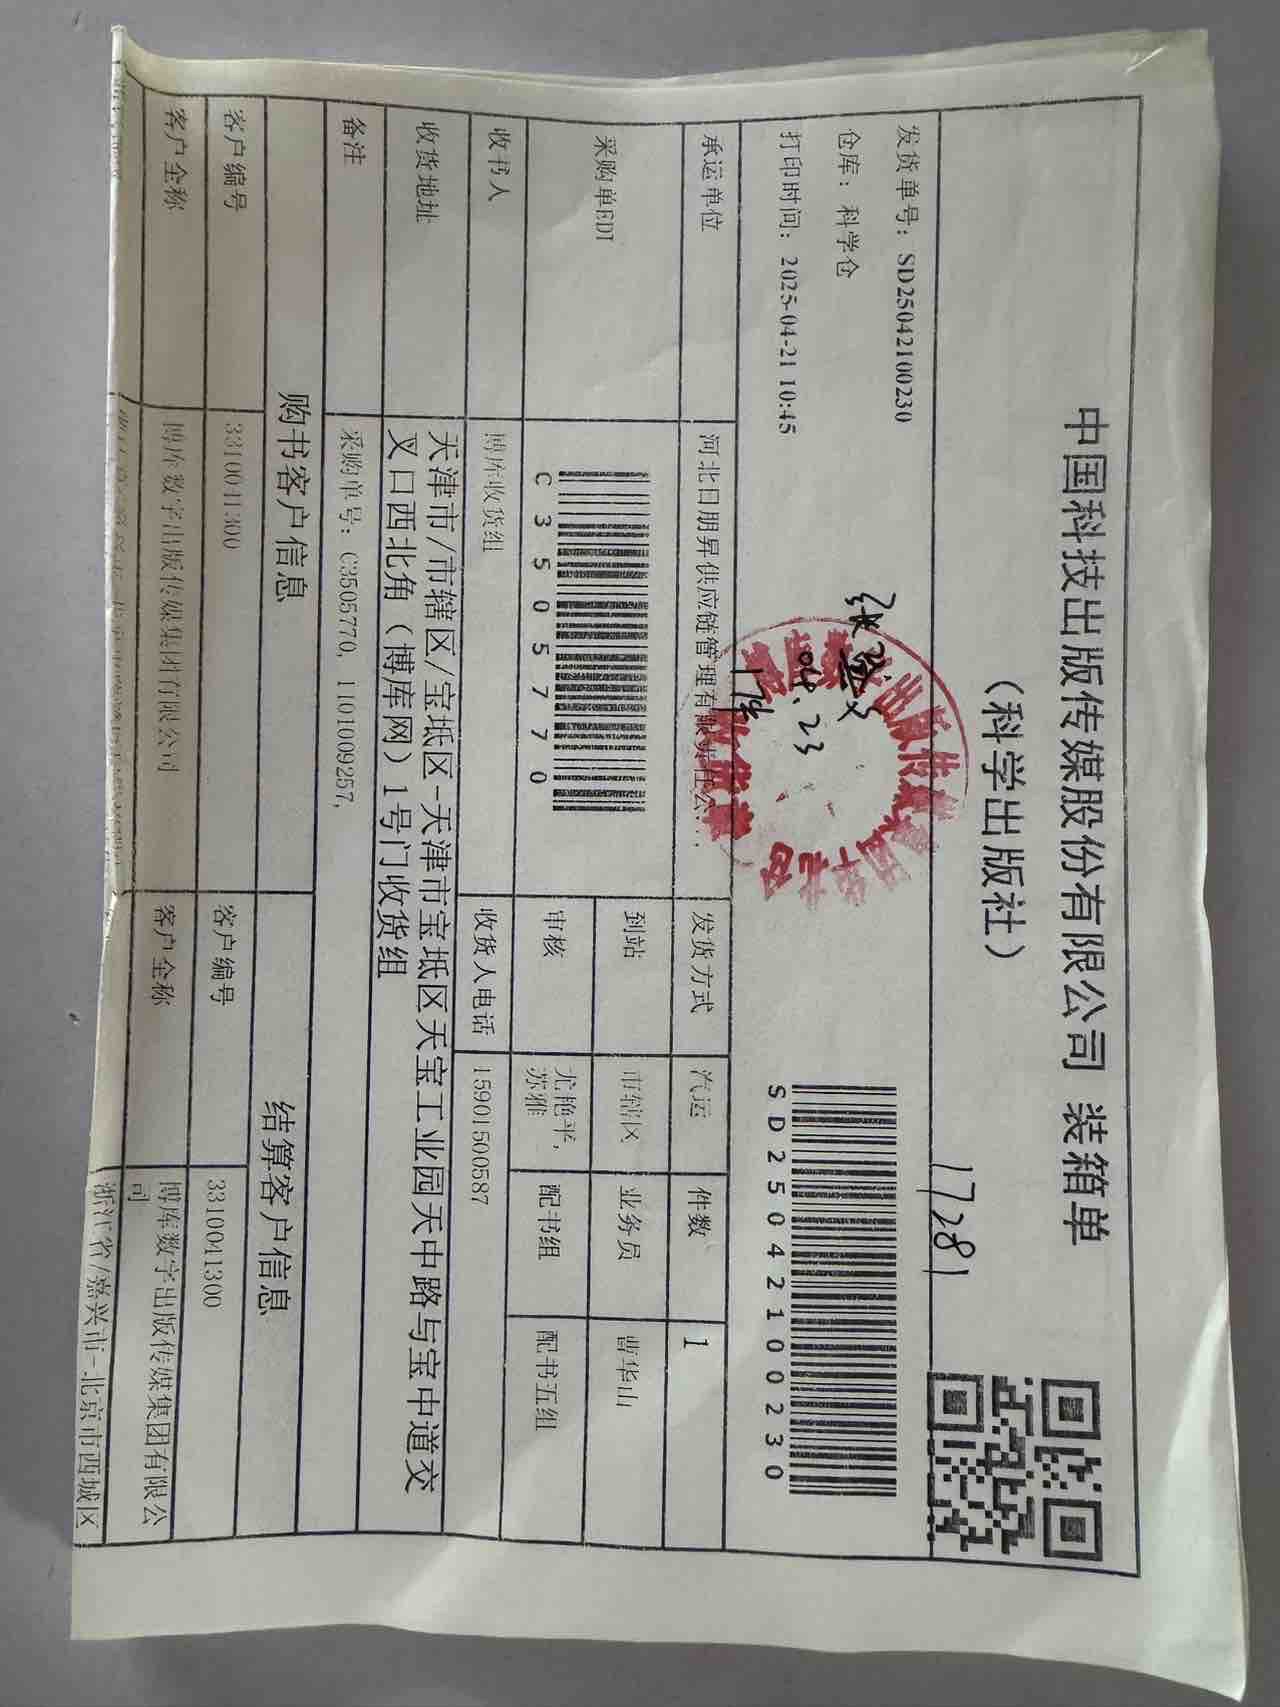 中国科技出版传媒股份有限公司 装箱单
（科学出版社）
17281
发货单号：SD25042100230
仓库：科学仓
打印时间：2025-04-21 10:45
SD25042100230
04.23
1件
承运单位 河北日朋昇供应链管理有限责任公... 发货方式 汽运 件数 1
采购单EDI C3505770 到站 市辖区 业务员 曹华山
审核 尤艳平, 苏雅 配书组 配书五组
收书人 博库收货组 收货人电话 15901500587
收货地址 天津市/市辖区/宝坻区-天津市宝坻区天宝工业园天中路与宝中道交
叉口西北角（博库网）1号门收货组
备注 采购单号：C3505770, 1101009257,
购书客户信息 结算客户信息
客户编号 3310041300 客户编号 3310041300
客户全称 博库数字出版传媒集团有限公司 客户全称 博库数字出版传媒集团有限公
司
浙江省/嘉兴市-北京市西城区